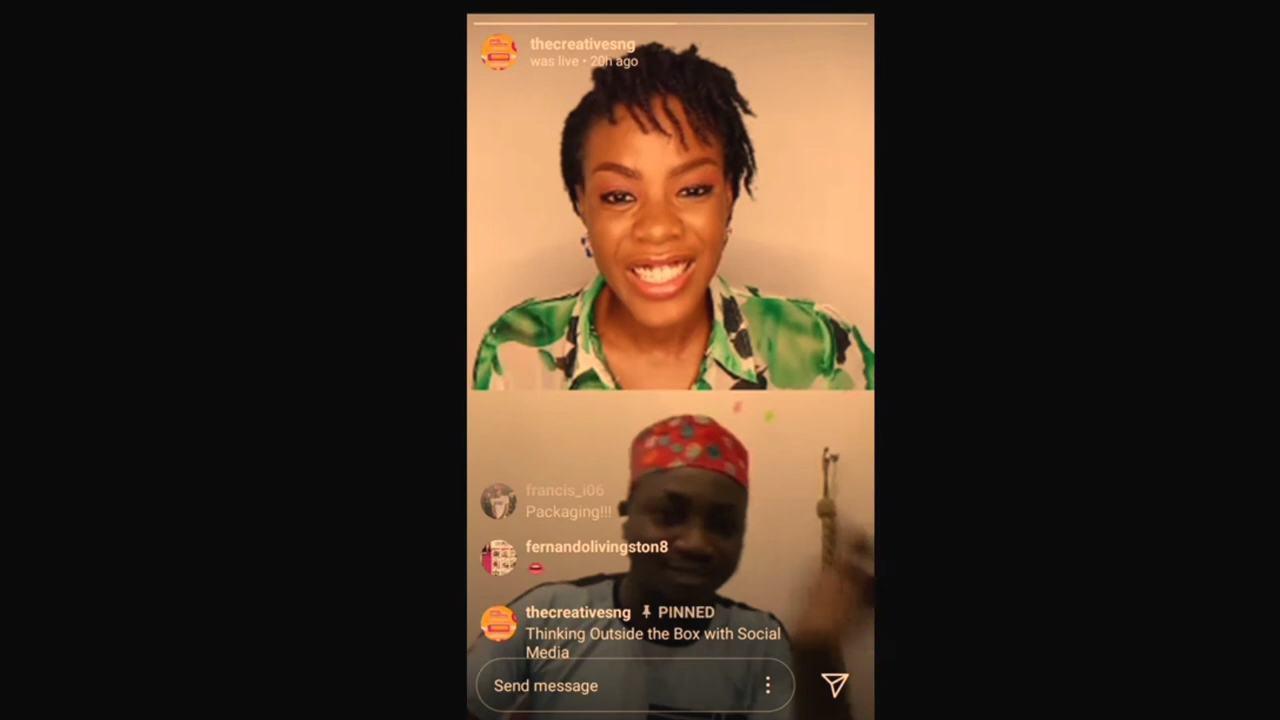 thecreativesng
was live • 20h ago
francis_i06
Packaging!!!
fernandolivingston8
thecreativesng PINNED
Thinking Outside the Box with Social
Media
Send message